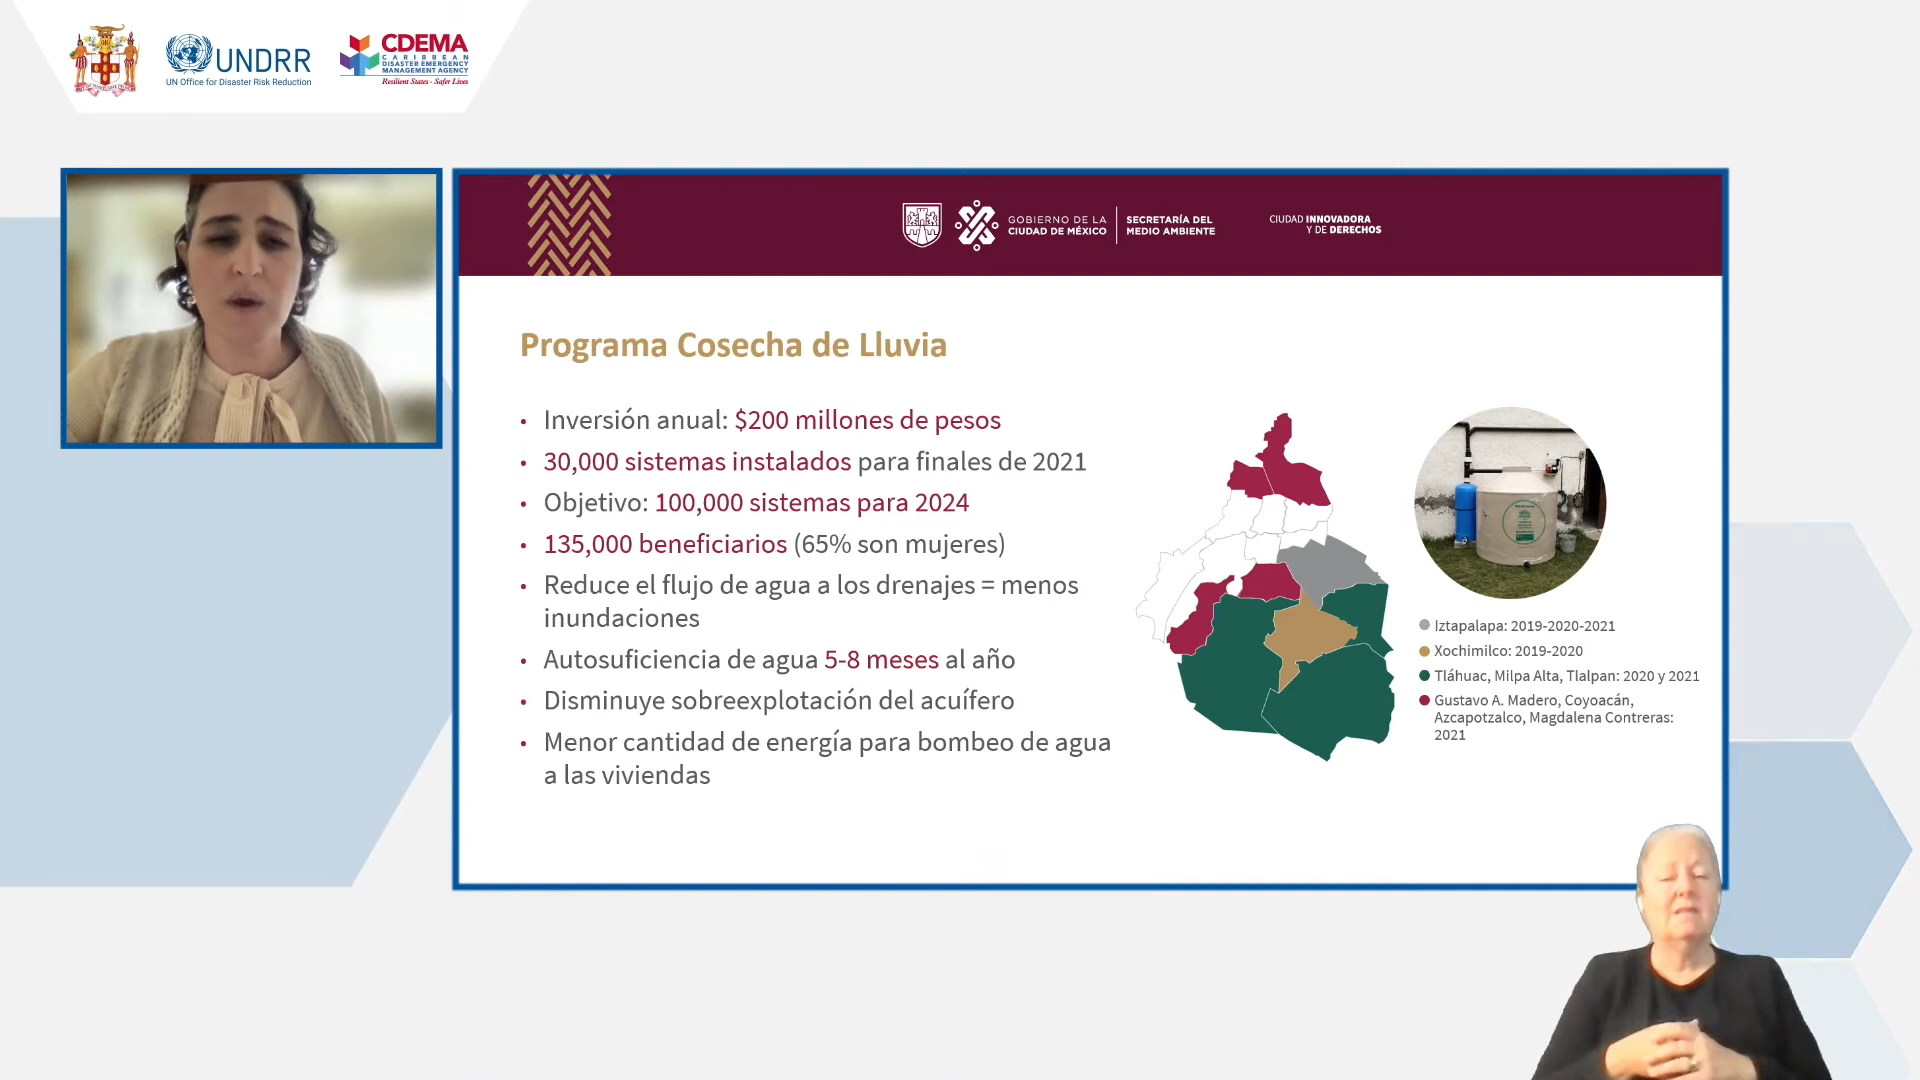 UNDRR
UN Office for Disaster Risk Reduction
CDEMA
CARIBBEAN
DISASTER EMERGENCY
MANAGEMENT AGENCY
Resilient States - Safer Lives
GOBIERNO DE LA
CIUDAD DE MÉXICO
SECRETARÍA DEL
MEDIO AMBIENTE
CIUDAD INNOVADORA
Y DE DERECHOS
Programa Cosecha de Lluvia
• Inversión anual: $200 millones de pesos
• 30,000 sistemas instalados para finales de 2021
• Objetivo: 100,000 sistemas para 2024
• 135,000 beneficiarios (65% son mujeres)
• Reduce el flujo de agua a los drenajes = menos
inundaciones
• Autosuficiencia de agua 5-8 meses al año
• Disminuye sobreexplotación del acuífero
• Menor cantidad de energía para bombeo de agua
a las viviendas
Iztapalapa: 2019-2020-2021
Xochimilco: 2019-2020
Tláhuac, Milpa Alta, Tlalpan: 2020 y 2021
Gustavo A. Madero, Coyoacán,
Azcapotzalco, Magdalena Contreras:
2021